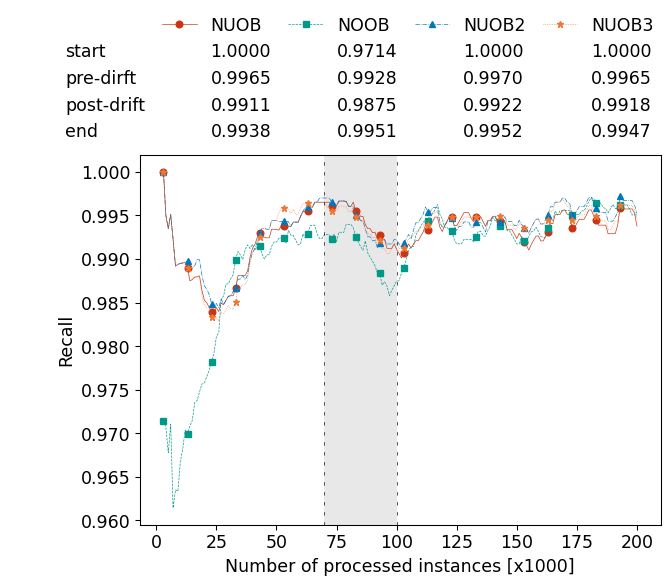 NUOB NOOB NUOB2 NUOB3
start 1.0000 0.9714 1.0000 1.0000
pre-dirft 0.9965 0.9928 0.9970 0.9965
post-drift 0.9911 0.9875 0.9922 0.9918
end 0.9938 0.9951 0.9952 0.9947
1.000
0.995
0.990
0.985
0.980
0.975
0.970
0.965
0.960
Recall
0 25 50 75 100 125 150 175 200
Number of processed instances [x1000]